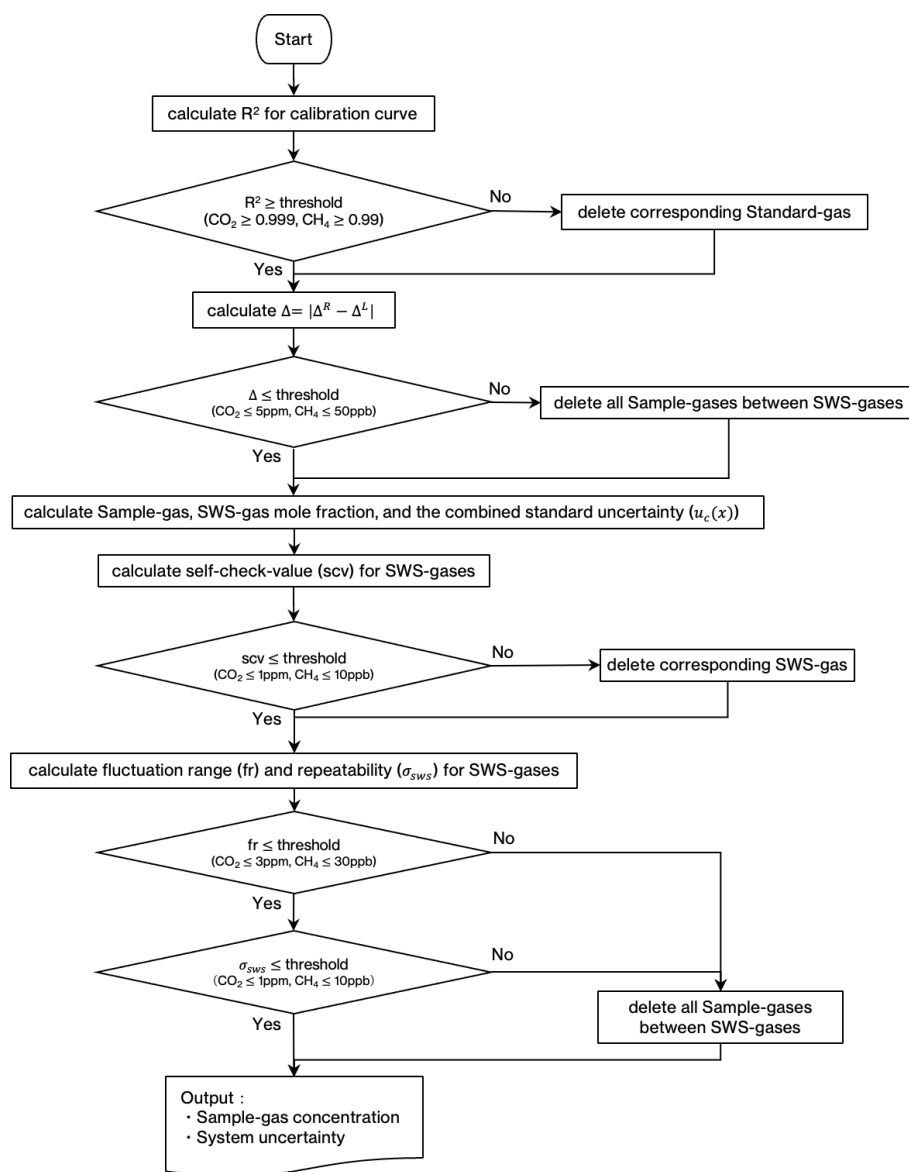 Start
calculate R² for calibration curve
R² ≥ threshold
(CO₂ ≥ 0.999, CH₄ ≥ 0.99)
No
delete corresponding Standard-gas
Yes
calculate Δ= |Δᴿ − Δᴸ|
Δ ≤ threshold
(CO₂ ≤ 5ppm, CH₄ ≤ 50ppb)
No
delete all Sample-gases between SWS-gases
Yes
calculate Sample-gas, SWS-gas mole fraction, and the combined standard uncertainty (u_c(x))
calculate self-check-value (scv) for SWS-gases
scv ≤ threshold
(CO₂ ≤ 1ppm, CH₄ ≤ 10ppb)
No
delete corresponding SWS-gas
Yes
calculate fluctuation range (fr) and repeatability (σ_sws) for SWS-gases
fr ≤ threshold
(CO₂ ≤ 3ppm, CH₄ ≤ 30ppb)
No
Yes
σ_sws ≤ threshold
（CO₂ ≤ 1ppm, CH₄ ≤ 10ppb）
No
delete all Sample-gases
between SWS-gases
Yes
Output：
・Sample-gas concentration
・System uncertainty